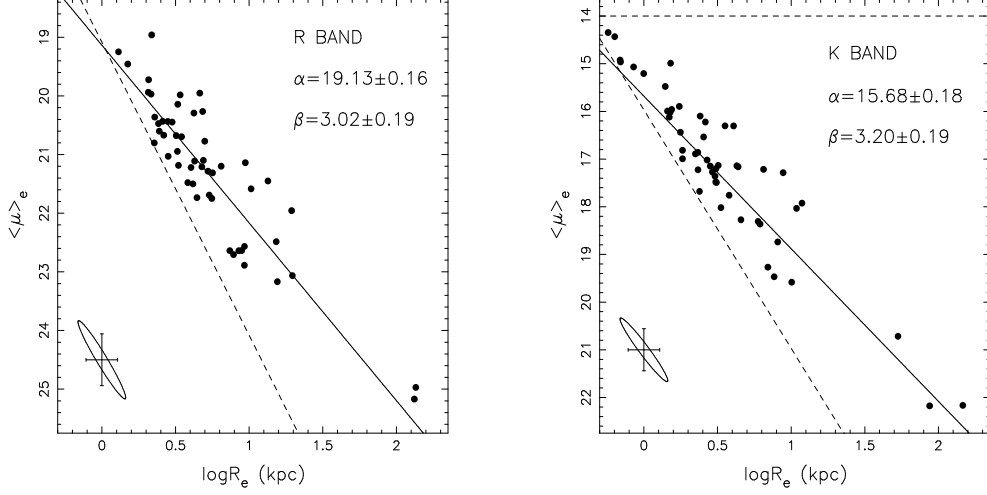 R BAND
α=19.13±0.16
β=3.02±0.19
19
20
21
22
23
24
25
<μ>e
0
0.5
1
1.5
2
logRe (kpc)
K BAND
α=15.68±0.18
β=3.20±0.19
14
15
16
17
18
19
20
21
22
<μ>e
0
0.5
1
1.5
2
logRe (kpc)